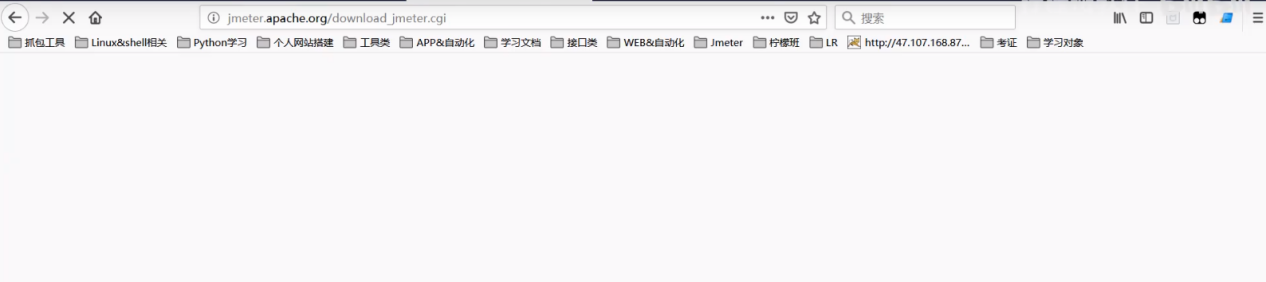 jmeter.apache.org/download_jmeter.cgi 搜索
抓包工具 Linux&shell相关 Python学习 个人网站搭建 工具类 APP&自动化 学习文档 接口类 WEB&自动化 Jmeter 柠檬班 LR http://47.107.168.87... 考证 学习对象